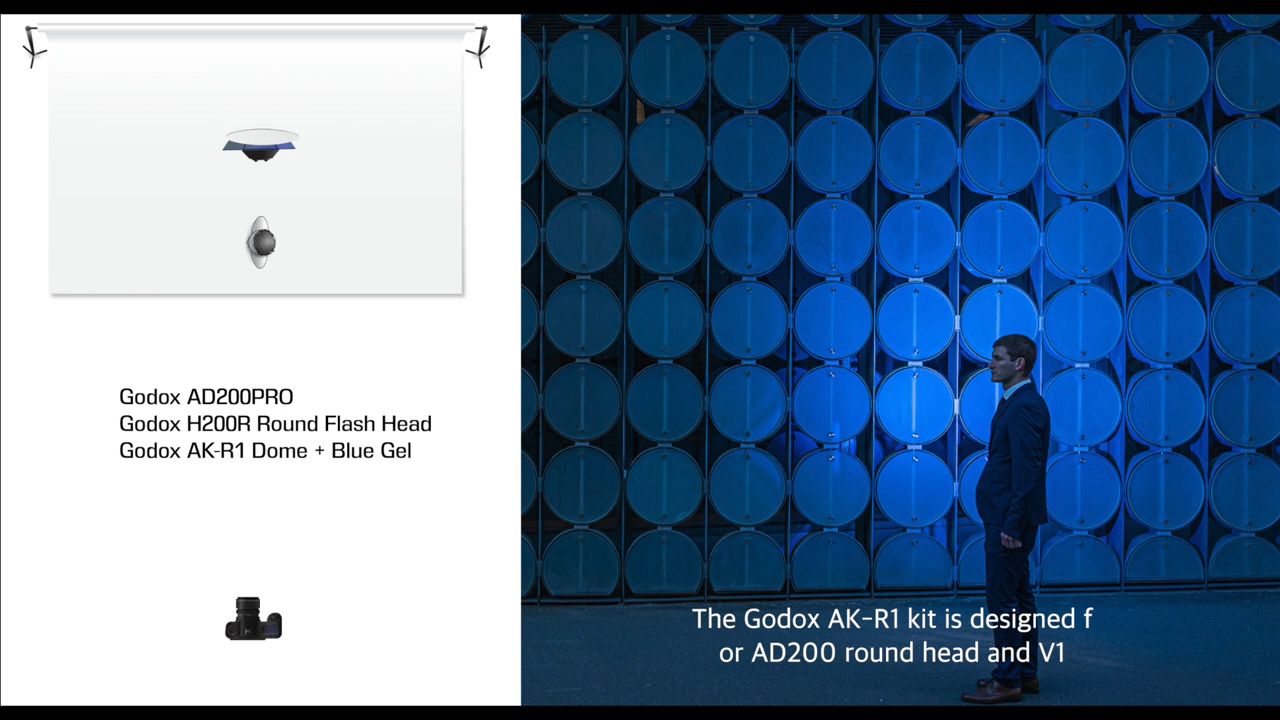 Godox AD200PRO
Godox H200R Round Flash Head
Godox AK-R1 Dome + Blue Gel
The Godox AK-R1 kit is designed f
or AD200 round head and V1